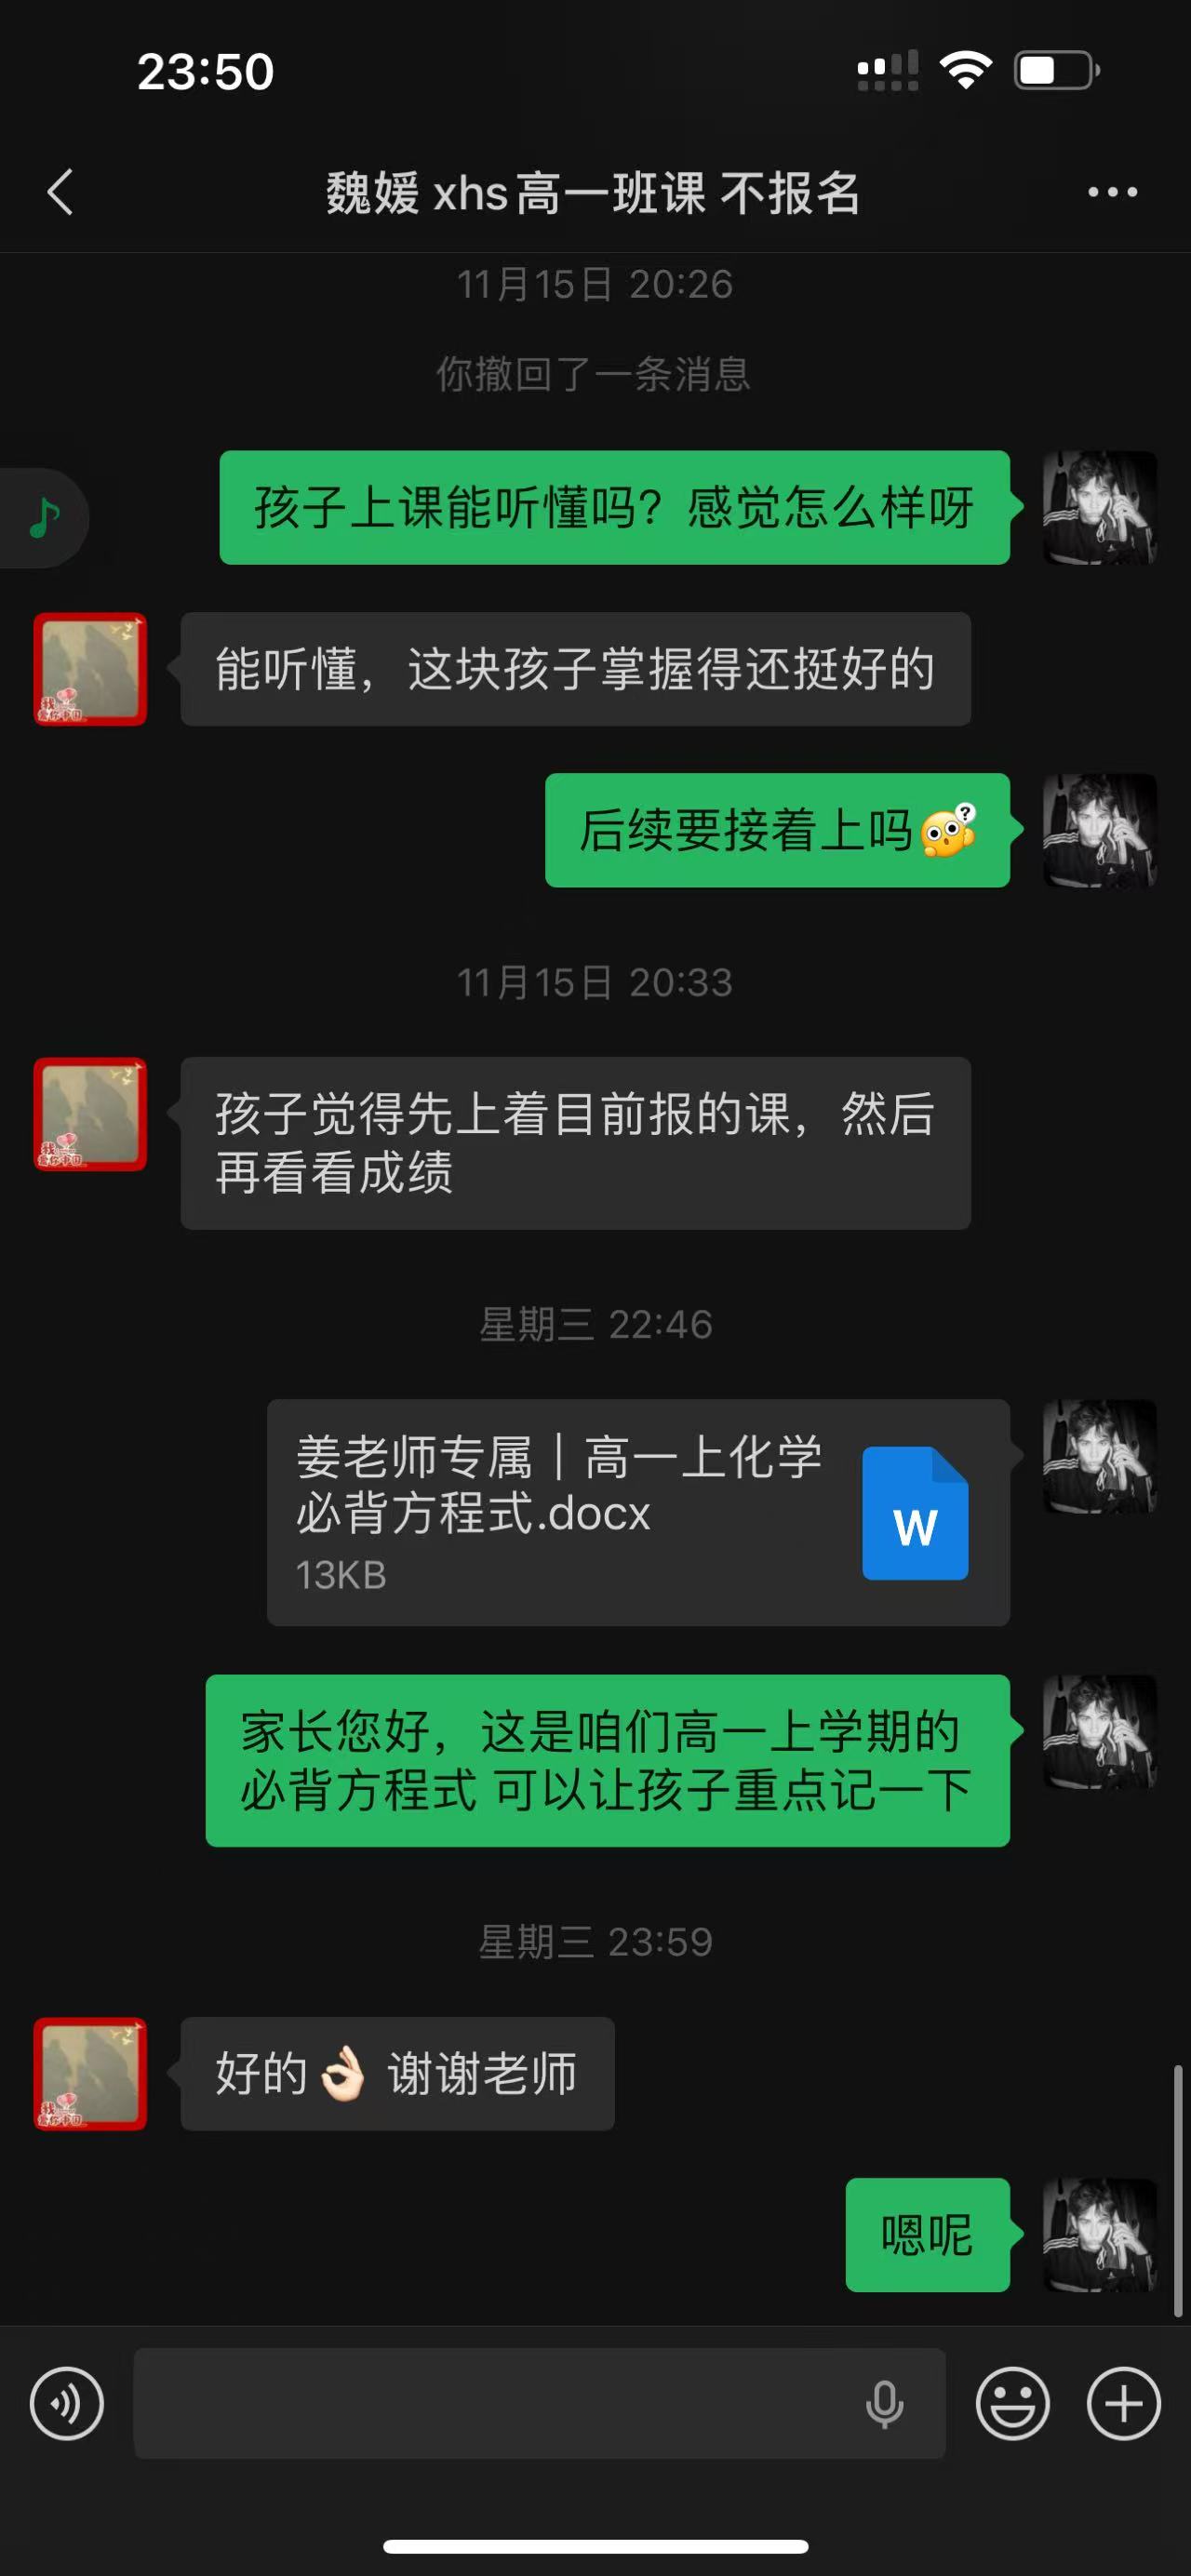 23:50
魏媛 xhs高一班课 不报名
11月15日 20:26
你撤回了一条消息
孩子上课能听懂吗？感觉怎么样呀
能听懂，这块孩子掌握得还挺好的
后续要接着上吗
11月15日 20:33
孩子觉得先上着目前报的课，然后
再看看成绩
星期三 22:46
姜老师专属｜高一上化学
必背方程式.docx
13KB
W
家长您好，这是咱们高一上学期的
必背方程式 可以让孩子重点记一下
星期三 23:59
好的👌🏻 谢谢老师
嗯呢